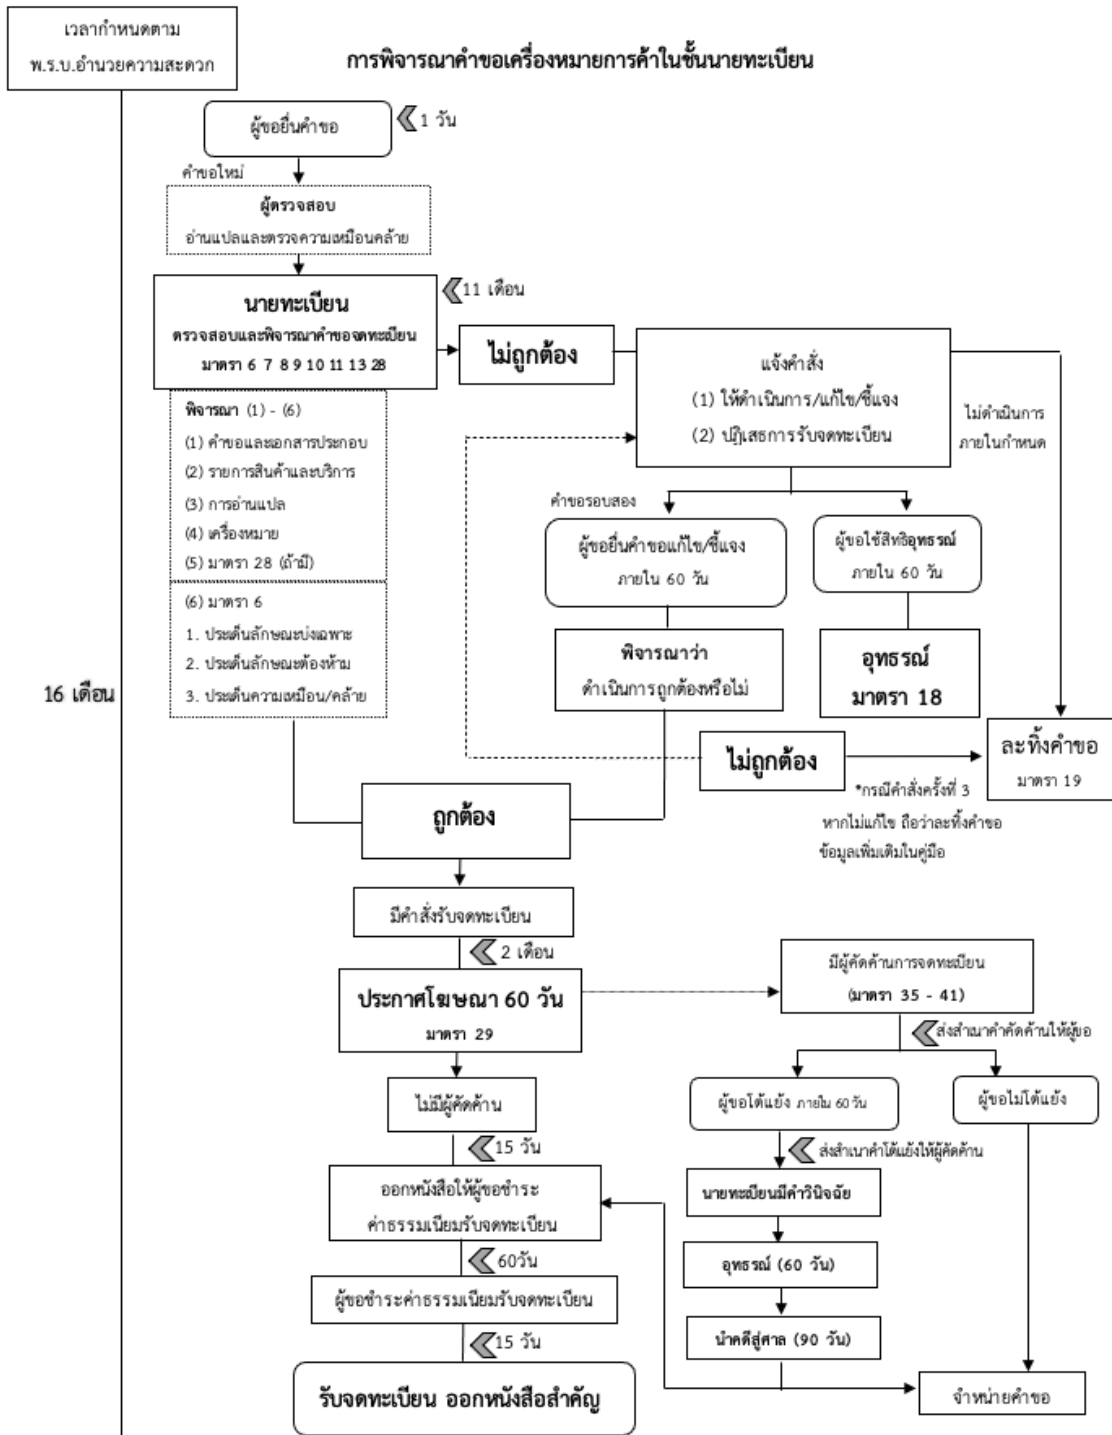 เวลากำหนดตาม
พ.ร.บ.อำนวยความสะดวก
การพิจารณาคำขอเครื่องหมายการค้าในชั้นนายทะเบียน
ผู้ขอยื่นคำขอ
1 วัน
คำขอใหม่
ผู้ตรวจสอบ
อ่านแปลและตรวจความเหมือนคล้าย
11 เดือน
นายทะเบียน
ตรวจสอบและพิจารณาคำขอจดทะเบียน
มาตรา 6 7 8 9 10 11 13 28
ไม่ถูกต้อง
แจ้งคำสั่ง
(1) ให้ดำเนินการ/แก้ไข/ชี้แจง
(2) ปฏิเสธการรับจดทะเบียน
ไม่ดำเนินการ
ภายในกำหนด
พิจารณา (1) - (6)
(1) คำขอและเอกสารประกอบ
(2) รายการสินค้าและบริการ
(3) การอ่านแปล
(4) เครื่องหมาย
(5) มาตรา 28 (ถ้ามี)
(6) มาตรา 6
1. ประเด็นลักษณะบ่งเฉพาะ
2. ประเด็นลักษณะต้องห้าม
3. ประเด็นความเหมือน/คล้าย
คำขอรอบสอง
ผู้ขอยื่นคำขอแก้ไข/ชี้แจง
ภายใน 60 วัน
ผู้ขอใช้สิทธิอุทธรณ์
ภายใน 60 วัน
พิจารณาว่า
ดำเนินการถูกต้องหรือไม่
อุทธรณ์
มาตรา 18
16 เดือน
ไม่ถูกต้อง
ละทิ้งคำขอ
มาตรา 19
*กรณีคำสั่งครั้งที่ 3
หากไม่แก้ไข ถือว่าละทิ้งคำขอ
ข้อมูลเพิ่มเติมในคู่มือ
ถูกต้อง
มีคำสั่งรับจดทะเบียน
2 เดือน
ประกาศโฆษณา 60 วัน
มาตรา 29
มีผู้คัดค้านการจดทะเบียน
(มาตรา 35 - 41)
ส่งสำเนาคำคัดค้านให้ผู้ขอ
ไม่มีผู้คัดค้าน
ผู้ขอโต้แย้ง ภายใน 60 วัน
ผู้ขอไม่โต้แย้ง
15 วัน
ส่งสำเนาคำโต้แย้งให้ผู้คัดค้าน
ออกหนังสือให้ผู้ขอชำระ
ค่าธรรมเนียมรับจดทะเบียน
นายทะเบียนมีคำวินิจฉัย
60วัน
อุทธรณ์ (60 วัน)
ผู้ขอชำระค่าธรรมเนียมรับจดทะเบียน
15 วัน
นำคดีสู่ศาล (90 วัน)
รับจดทะเบียน ออกหนังสือสำคัญ
จำหน่ายคำขอ